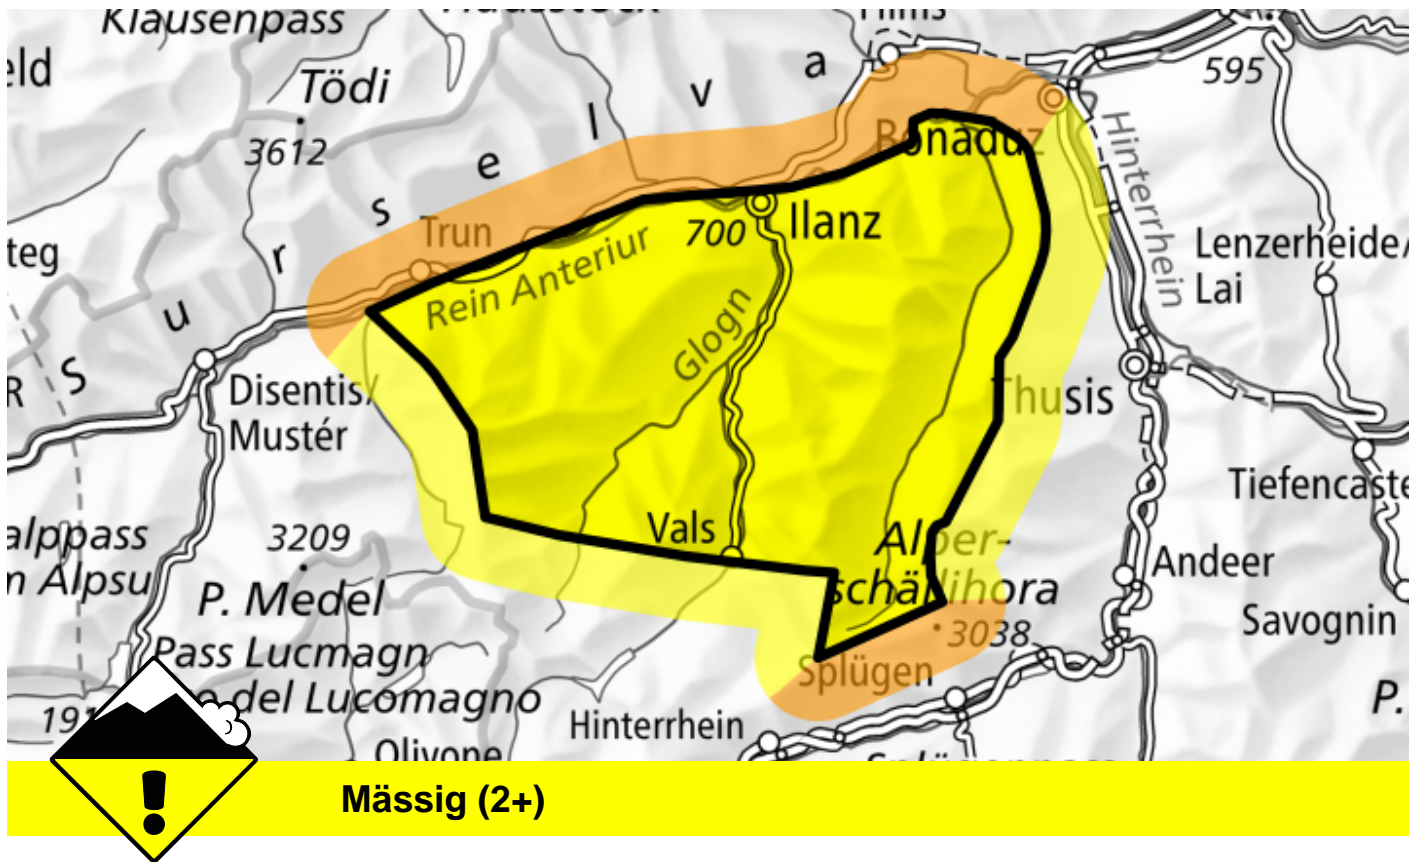 Klausenpass
Tödi
3612
595
a
v
l
e
s
r
u
S
Bonaduz
Hinterrhein
Trun
700
Ilanz
Rein Anteriur
Lenzerheide/
Lai
Glogn
Disentis/
Mustér
Thusis
Tiefencaste
3209
P. Medel
Vals
Alper-
schällihora
3038
Andeer
Savognin
Pass Lucmagn
del Lucomagno
Splügen
Hinterrhein
P.
Olivone
Mässig (2+)